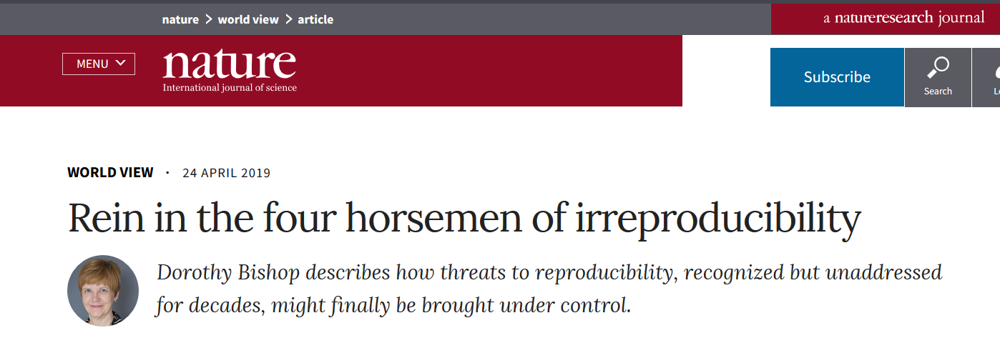 nature > world view > article
a natureresearch journal
MENU
nature
International journal of science
Subscribe
Search
WORLD VIEW · 24 APRIL 2019
Rein in the four horsemen of irreproducibility
Dorothy Bishop describes how threats to reproducibility, recognized but unaddressed
for decades, might finally be brought under control.